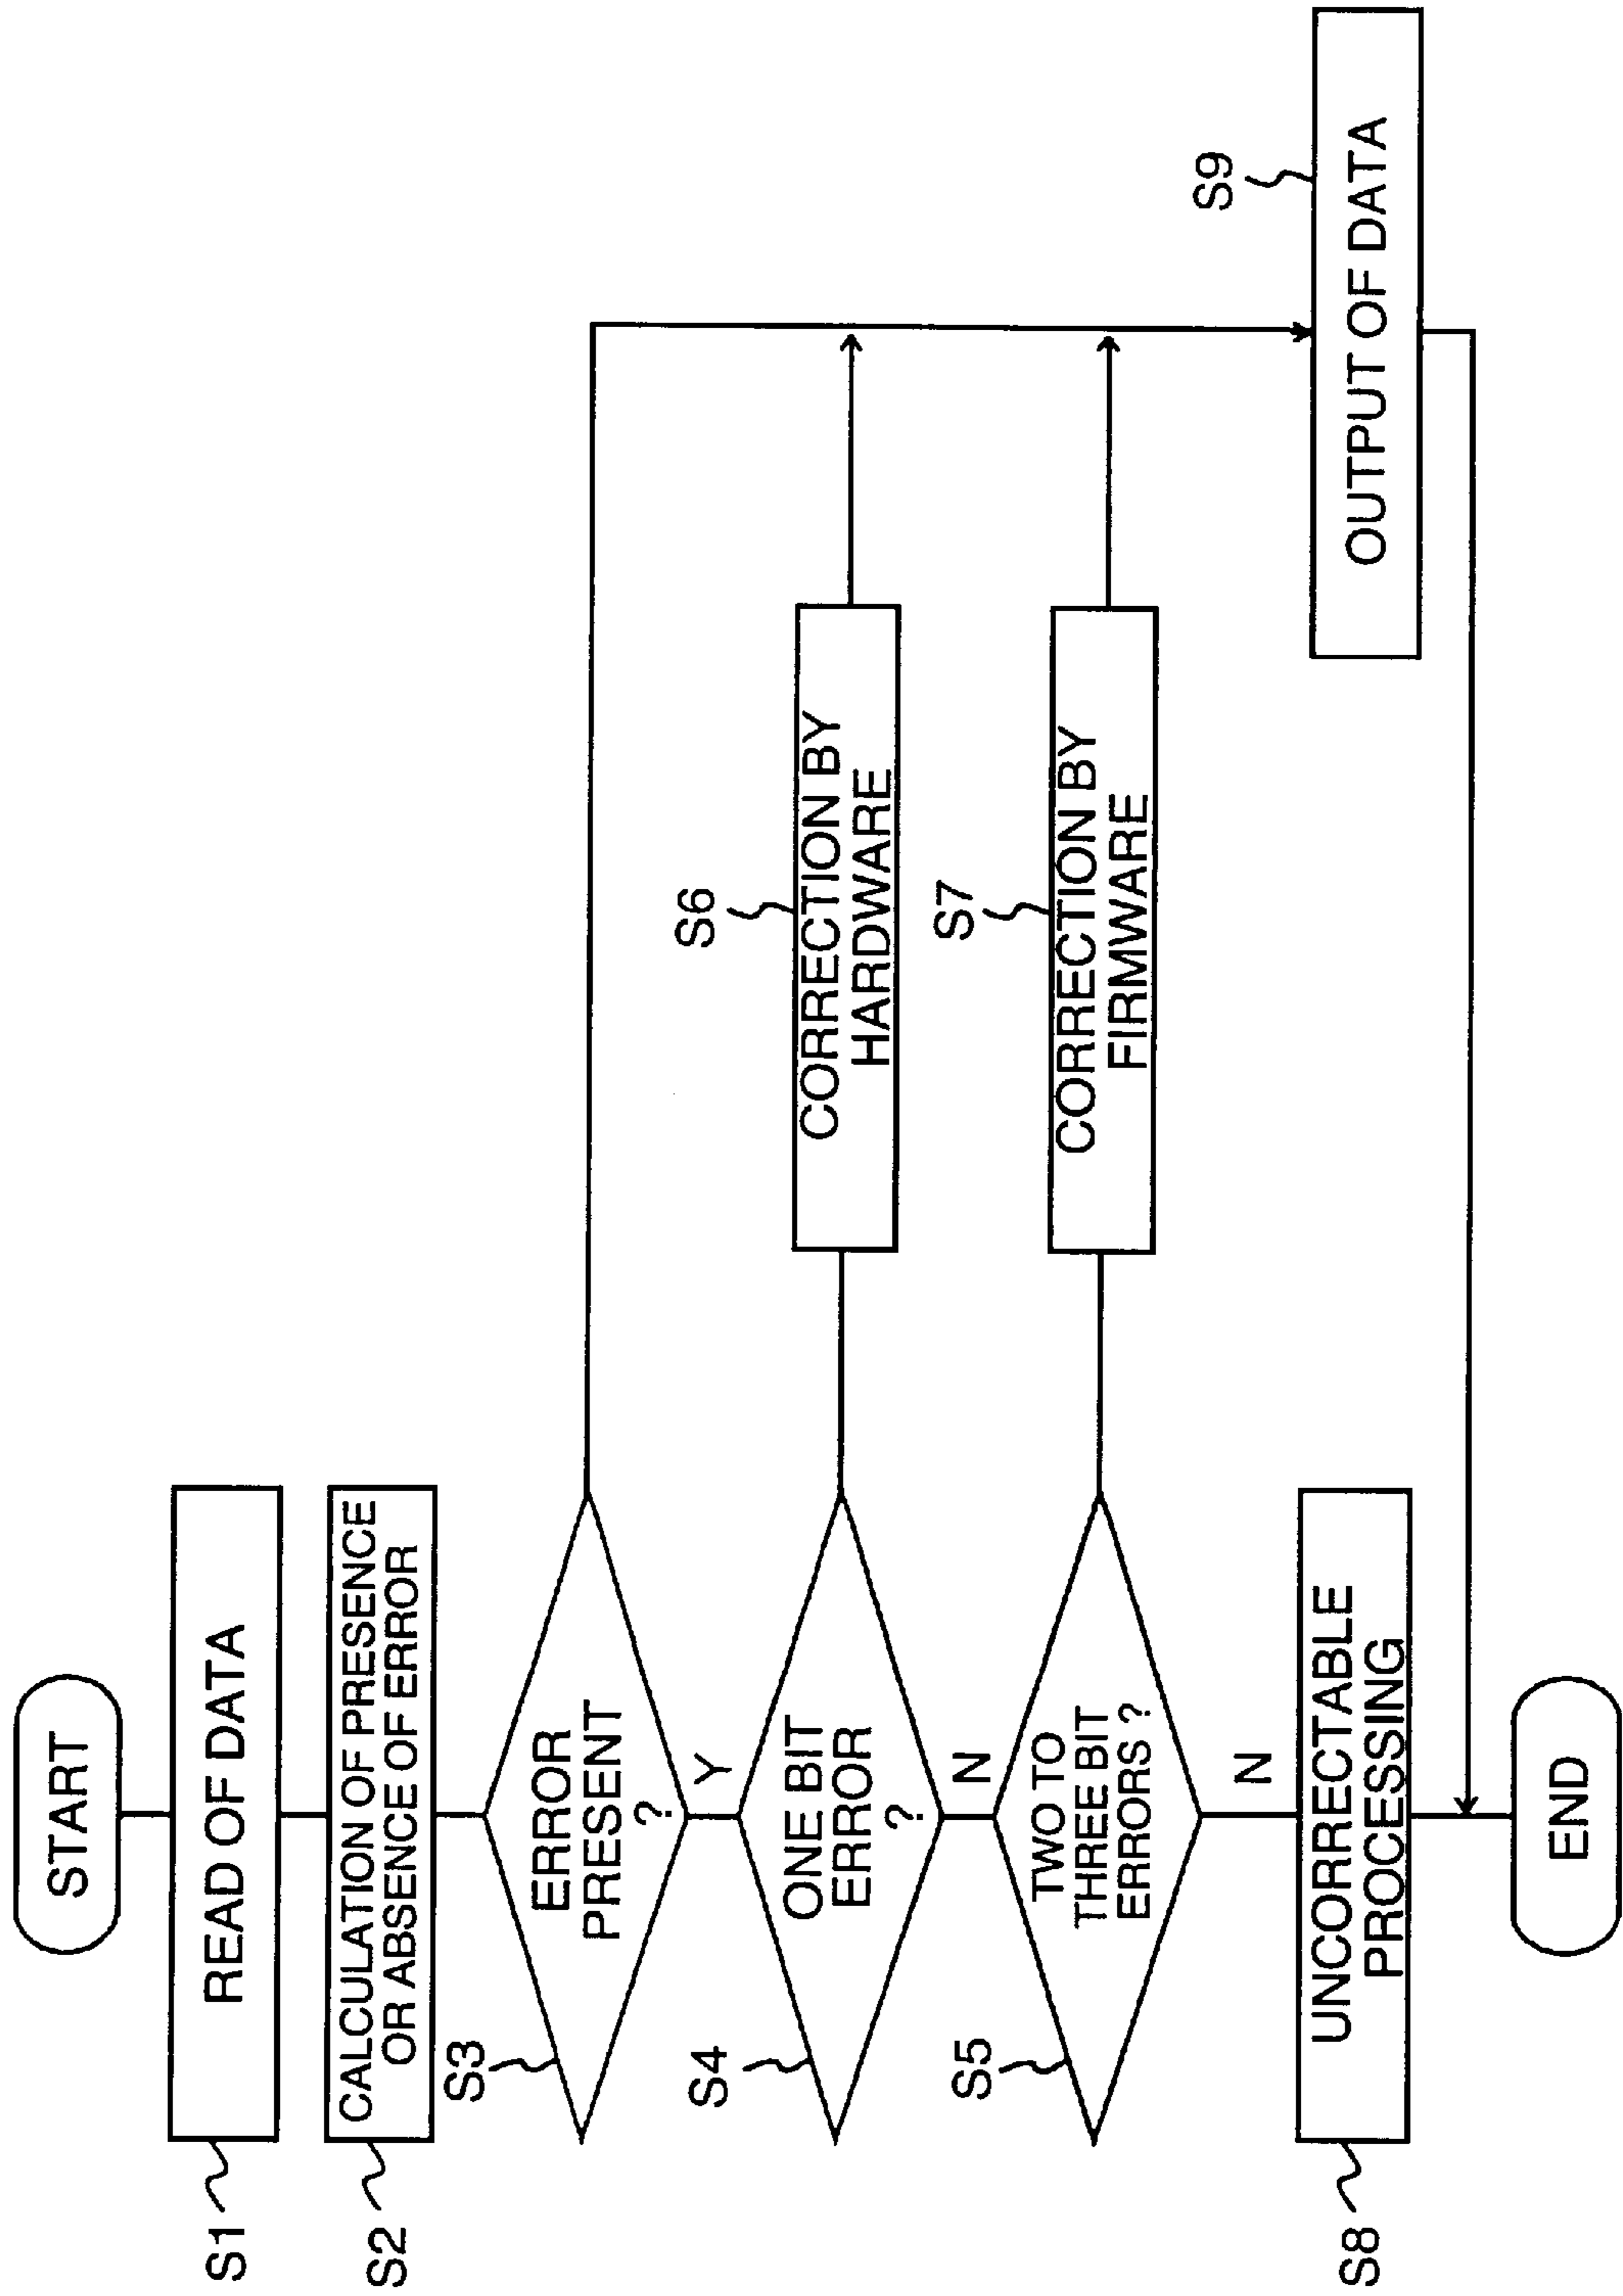 START
S1
READ OF DATA
S2
CALCULATION OF PRESENCE
OR ABSENCE OF ERROR
S3
ERROR
PRESENT
?
Y
S4
ONE BIT
ERROR
?
S6
CORRECTION BY
HARDWARE
N
S5
TWO TO
THREE BIT
ERRORS ?
S7
CORRECTION BY
FIRMWARE
N
S8
UNCORRECTABLE
PROCESSING
S9
OUTPUT OF DATA
END